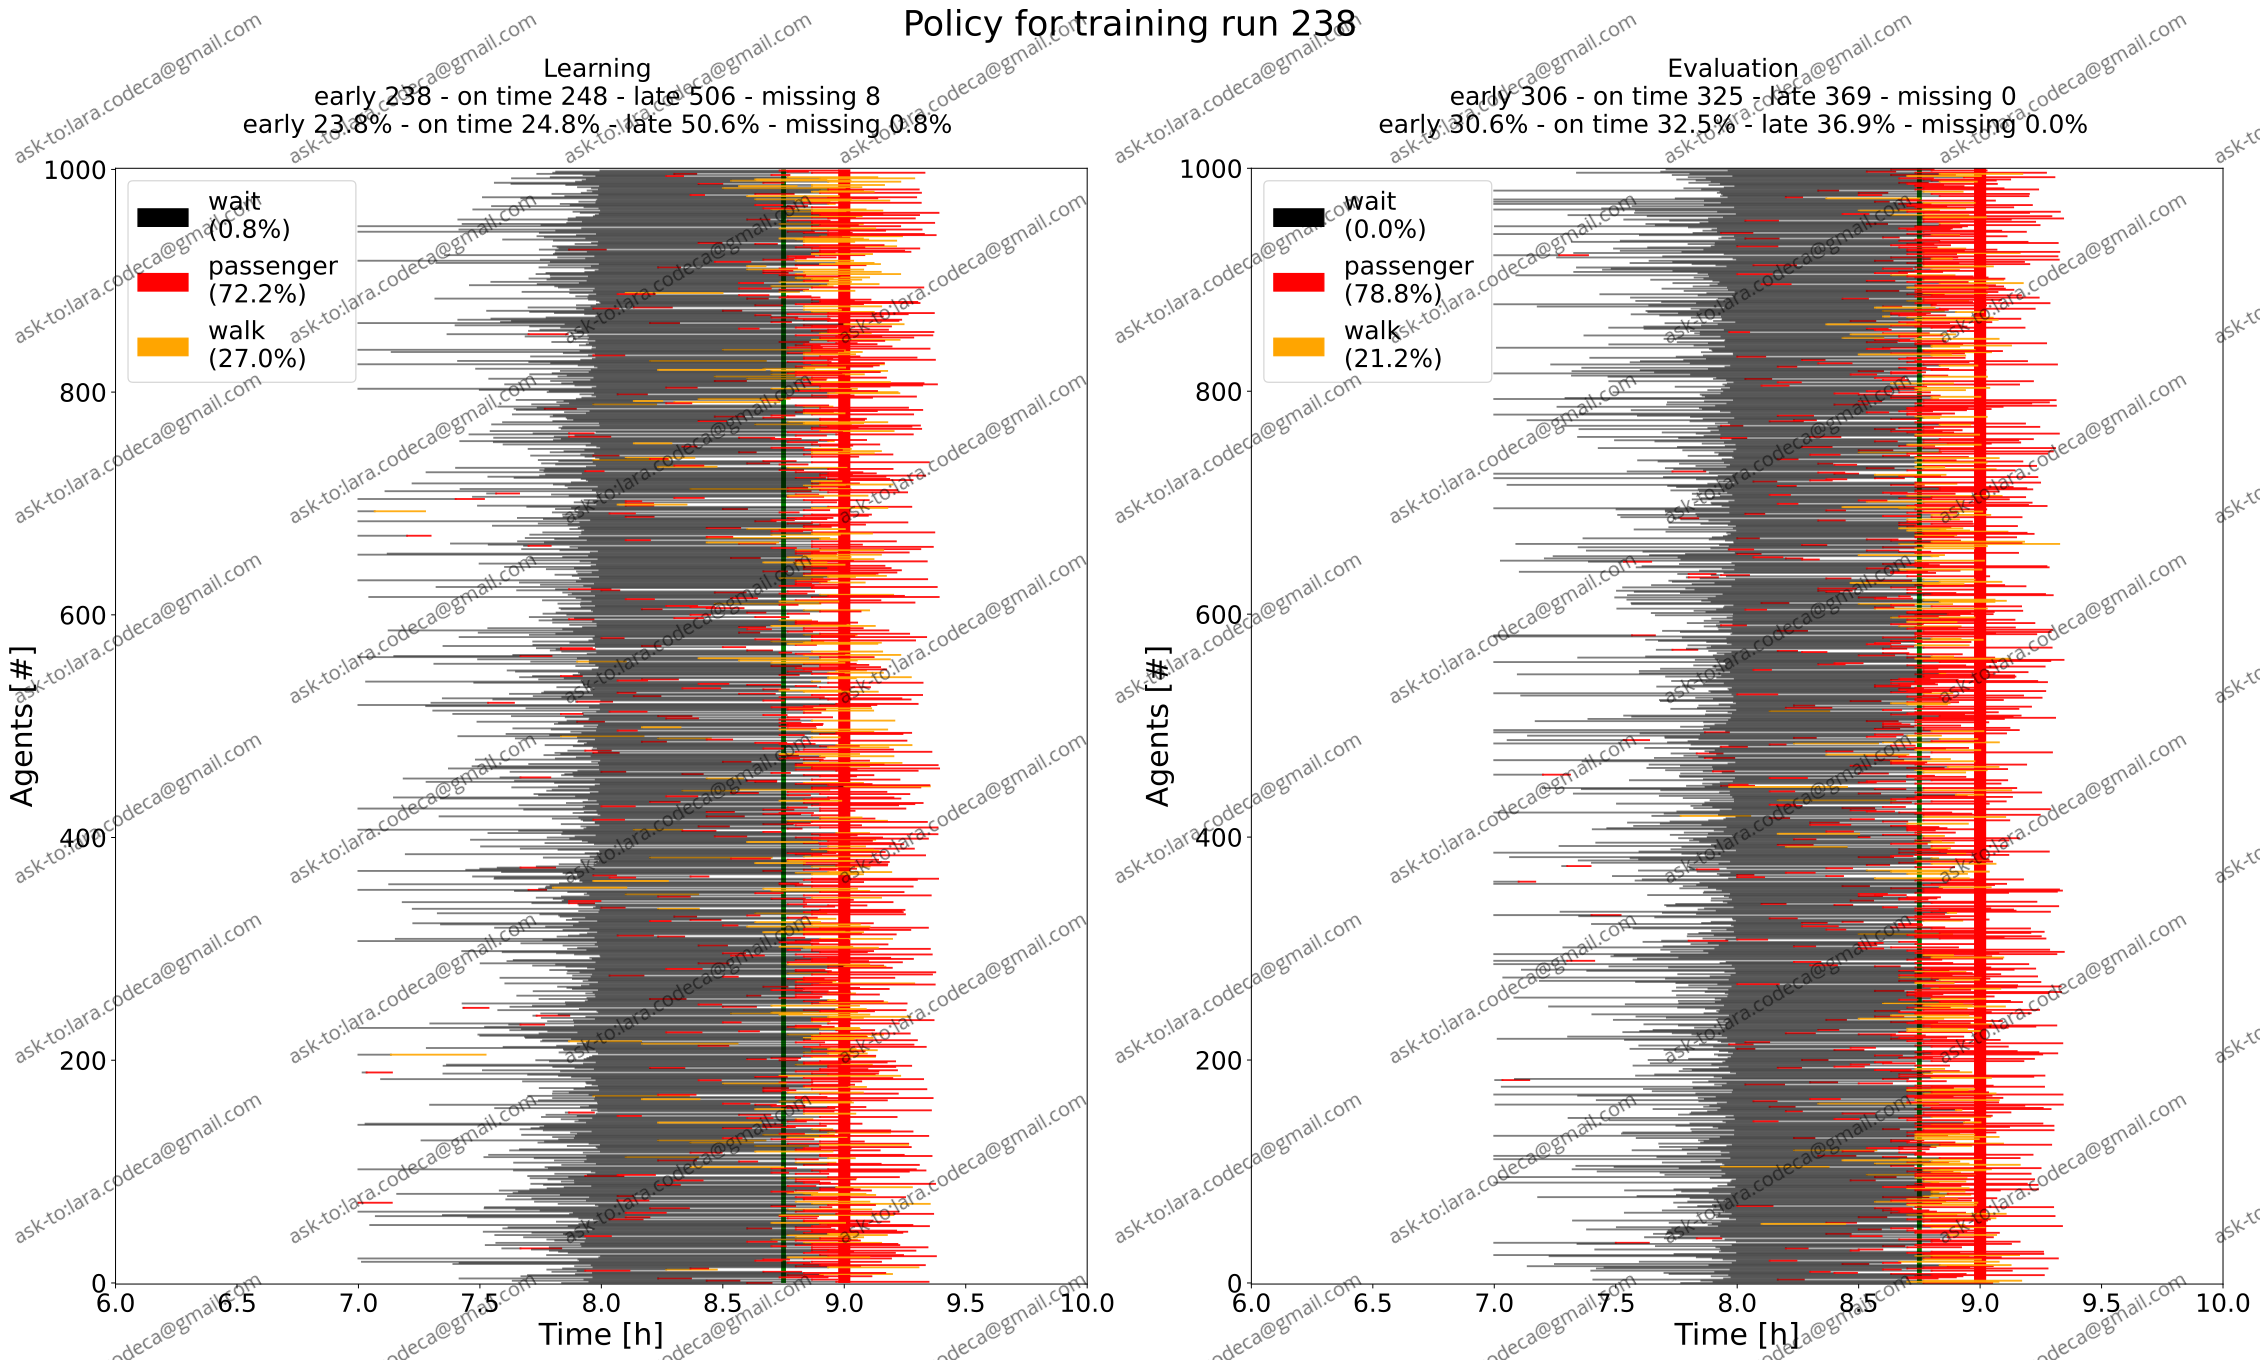 Policy for training run 238
Learning
early 238 - on time 248 - late 506 - missing 8
early 23.8% - on time 24.8% - late 50.6% - missing 0.8%
wait
(0.8%)
passenger
(72.2%)
walk
(27.0%)
Agents [#]
1000
800
600
400
200
0
6.0 6.5 7.0 7.5 8.0 8.5 9.0 9.5 10.0
Time [h]
Evaluation
early 306 - on time 325 - late 369 - missing 0
early 30.6% - on time 32.5% - late 36.9% - missing 0.0%
wait
(0.0%)
passenger
(78.8%)
walk
(21.2%)
Agents [#]
1000
800
600
400
200
0
6.0 6.5 7.0 7.5 8.0 8.5 9.0 9.5 10.0
Time [h]
ask-to:lara.codeca@gmail.com